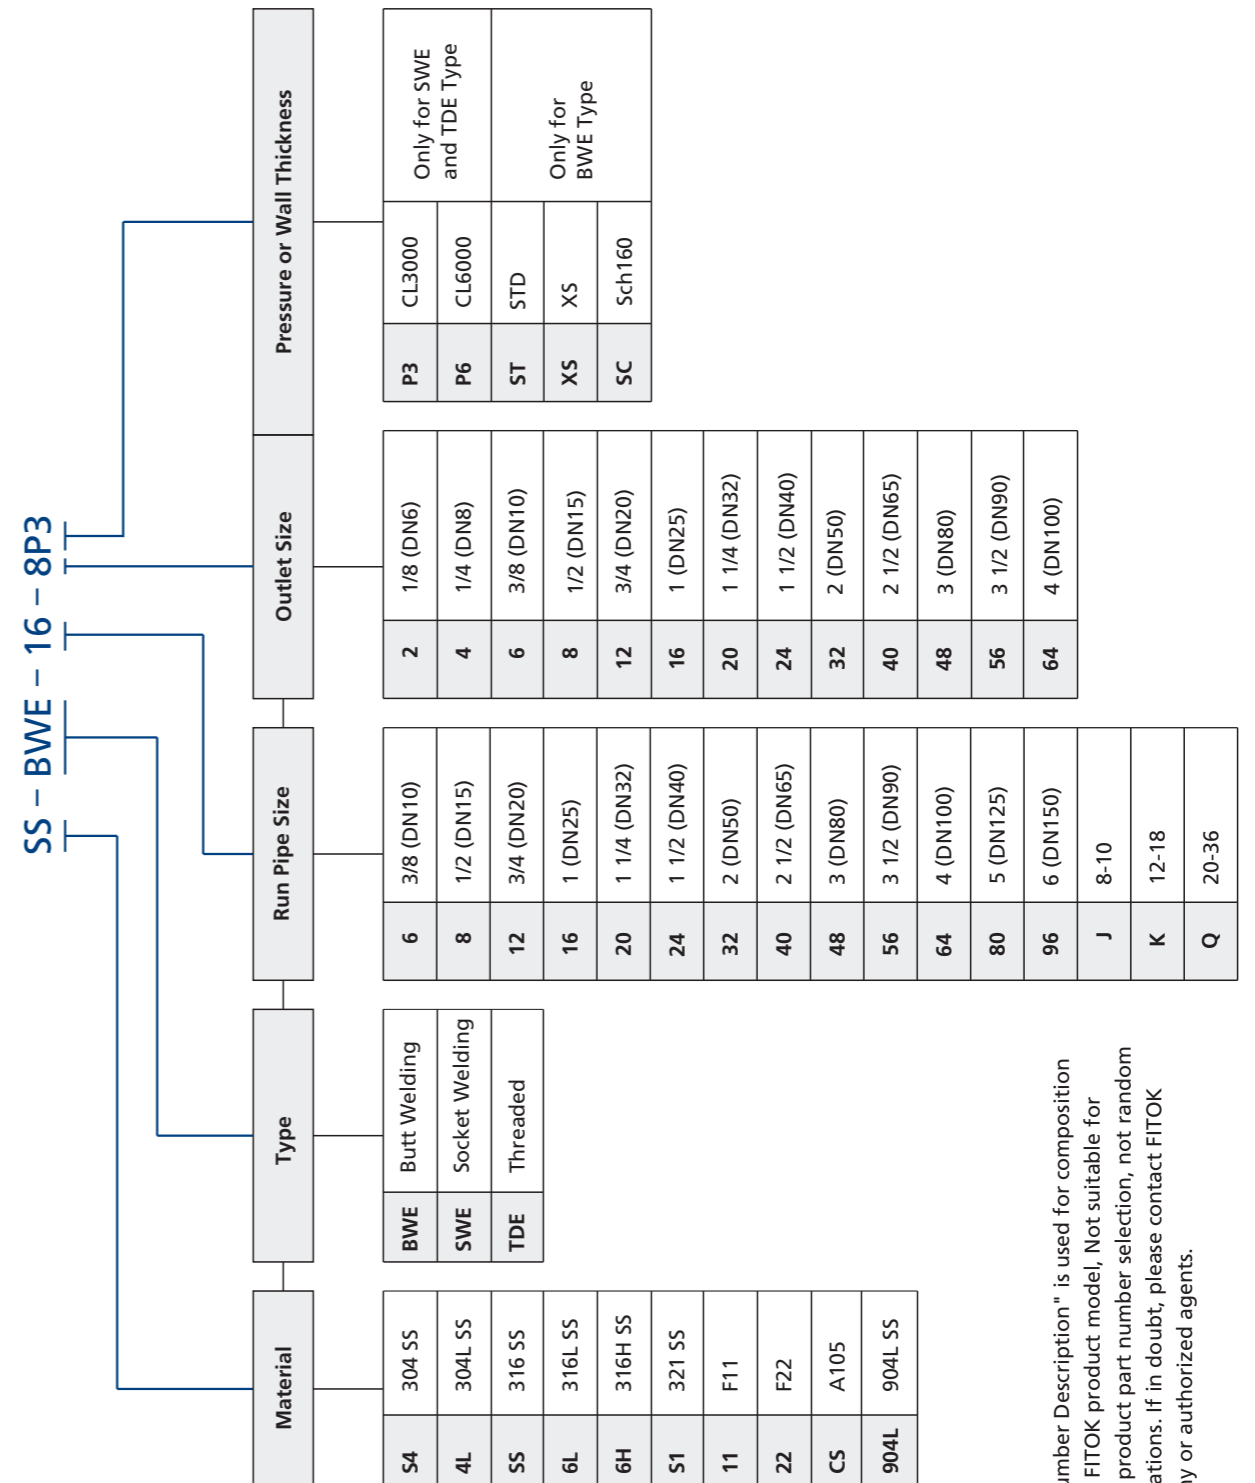 SS – BWE – 16 – 8P3
Material
S4 304 SS
4L 304L SS
SS 316 SS
6L 316L SS
6H 316H SS
S1 321 SS
11 F11
22 F22
CS A105
904L 904L SS
Type
BWE Butt Welding
SWE Socket Welding
TDE Threaded
Run Pipe Size
6 3/8 (DN10)
8 1/2 (DN15)
12 3/4 (DN20)
16 1 (DN25)
20 1 1/4 (DN32)
24 1 1/2 (DN40)
32 2 (DN50)
40 2 1/2 (DN65)
48 3 (DN80)
56 3 1/2 (DN90)
64 4 (DN100)
80 5 (DN125)
96 6 (DN150)
J 8-10
K 12-18
Q 20-36
Outlet Size
2 1/8 (DN6)
4 1/4 (DN8)
6 3/8 (DN10)
8 1/2 (DN15)
12 3/4 (DN20)
16 1 (DN25)
20 1 1/4 (DN32)
24 1 1/2 (DN40)
32 2 (DN50)
40 2 1/2 (DN65)
48 3 (DN80)
56 3 1/2 (DN90)
64 4 (DN100)
Pressure or Wall Thickness
P3 CL3000
P6 CL6000
Only for SWE
and TDE Type
ST STD
XS XS
SC Sch160
Only for
BWE Type
Description" is used for composition
FITOK product model, Not suitable for
product part number selection, not random
If in doubt, please contact FITOK
or authorized agents.